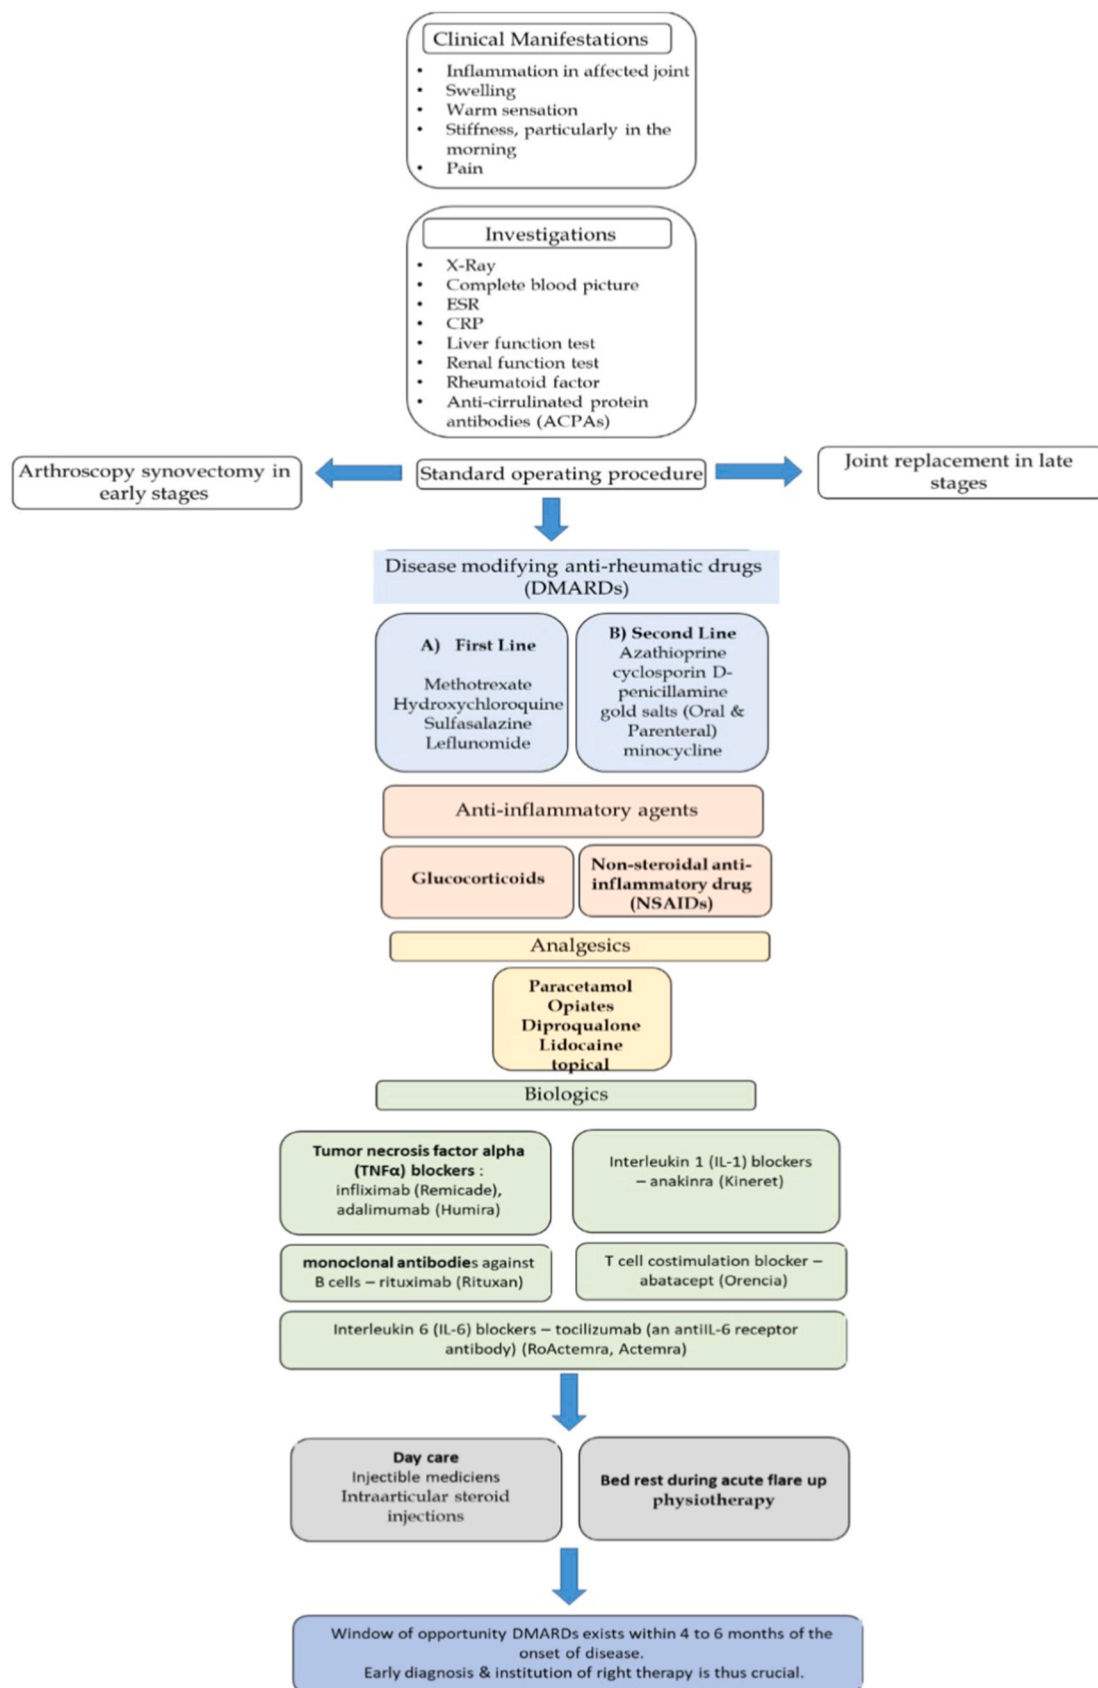 Clinical Manifestations
• Inflammation in affected joint
• Swelling
• Warm sensation
• Stiffness, particularly in the
morning
• Pain
Investigations
• X-Ray
• Complete blood picture
• ESR
• CRP
• Liver function test
• Renal function test
• Rheumatoid factor
• Anti-cirrulinated protein
antibodies (ACPAs)
Arthroscopy synovectomy in
early stages
Standard operating procedure
Joint replacement in late
stages
Disease modifying anti-rheumatic drugs
(DMARDs)
A) First Line
Methotrexate
Hydroxychloroquine
Sulfasalazine
Leflunomide
B) Second Line
Azathioprine
cyclosporin D-
penicillamine
gold salts (Oral &
Parenteral)
minocycline
Anti-inflammatory agents
Glucocorticoids
Non-steroidal anti-
inflammatory drug
(NSAIDs)
Analgesics
Paracetamol
Opiates
Diproqualone
Lidocaine
topical
Biologics
Tumor necrosis factor alpha
(TNFα) blockers :
infliximab (Remicade),
adalimumab (Humira)
Interleukin 1 (IL-1) blockers
– anakinra (Kineret)
monoclonal antibodies against
B cells – rituximab (Rituxan)
T cell costimulation blocker –
abatacept (Orencia)
Interleukin 6 (IL-6) blockers – tocilizumab (an antiIL-6 receptor
antibody) (RoActemra, Actemra)
Day care
Injectible mediciens
Intraarticular steroid
injections
Bed rest during acute flare up
physiotherapy
Window of opportunity DMARDs exists within 4 to 6 months of the
onset of disease.
Early diagnosis & institution of right therapy is thus crucial.